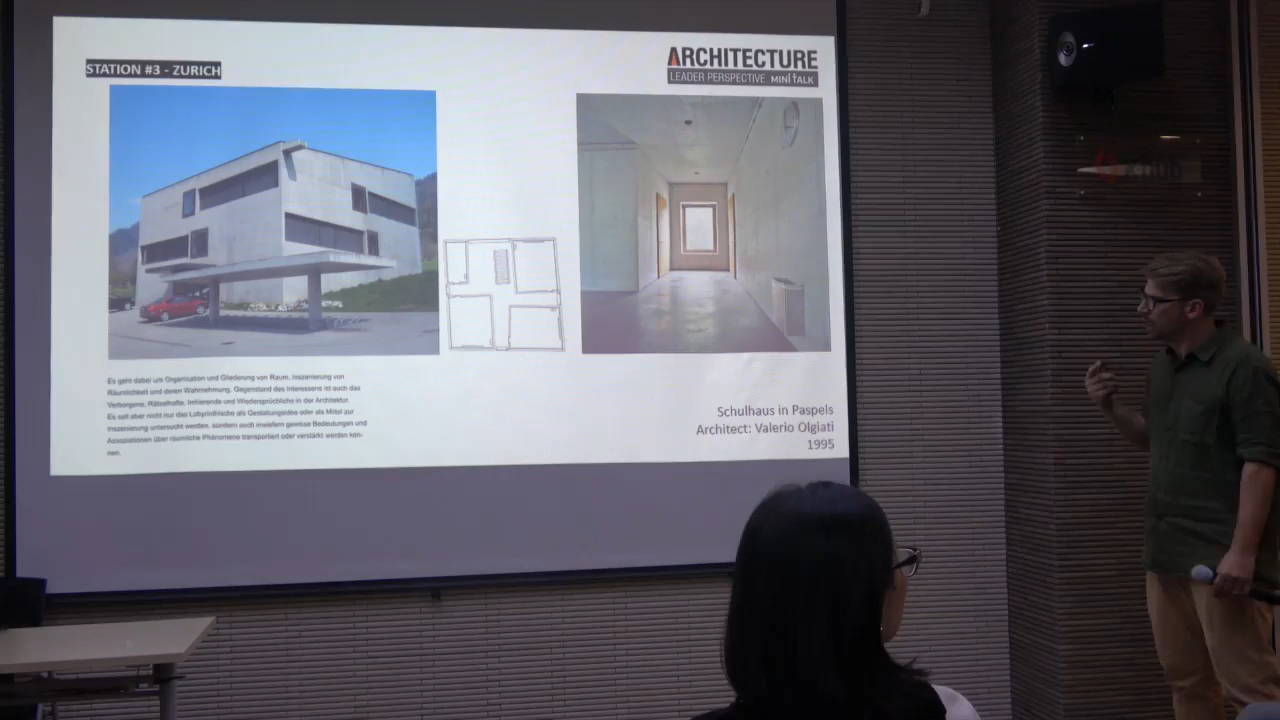 STATION #3 - ZURICH
ARCHITECTURE
LEADER PERSPECTIVE MINI TALK
Es geht dabei um Organisation und Gliederung von Raum, Inszenierung von
Räumlichkeit und deren Wahrnehmung. Gegenstand des Interesses ist auch das
Verborgene, Rätselhafte, Irritierende und Wiedersprüchliche in der Architektur.
Es soll aber nicht nur das Labyrinthische als Gestaltungsidee oder als Mittel zur
Inszenierung untersucht werden, sondern auch inwiefern gewisse Bedeutungen und
Assoziationen über räumliche Phänomene transportiert oder verstärkt werden kön-
nen.
Schulhaus in Paspels
Architect: Valerio Olgiati
1995